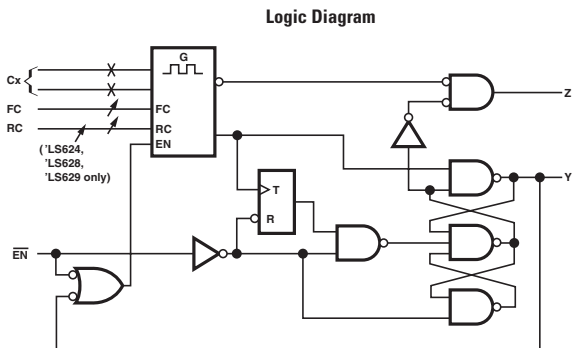 Logic Diagram
G
Cx
FC
FC
RC
RC
EN
('LS624,
'LS628,
'LS629 only)
T
R
EN
Z
Y